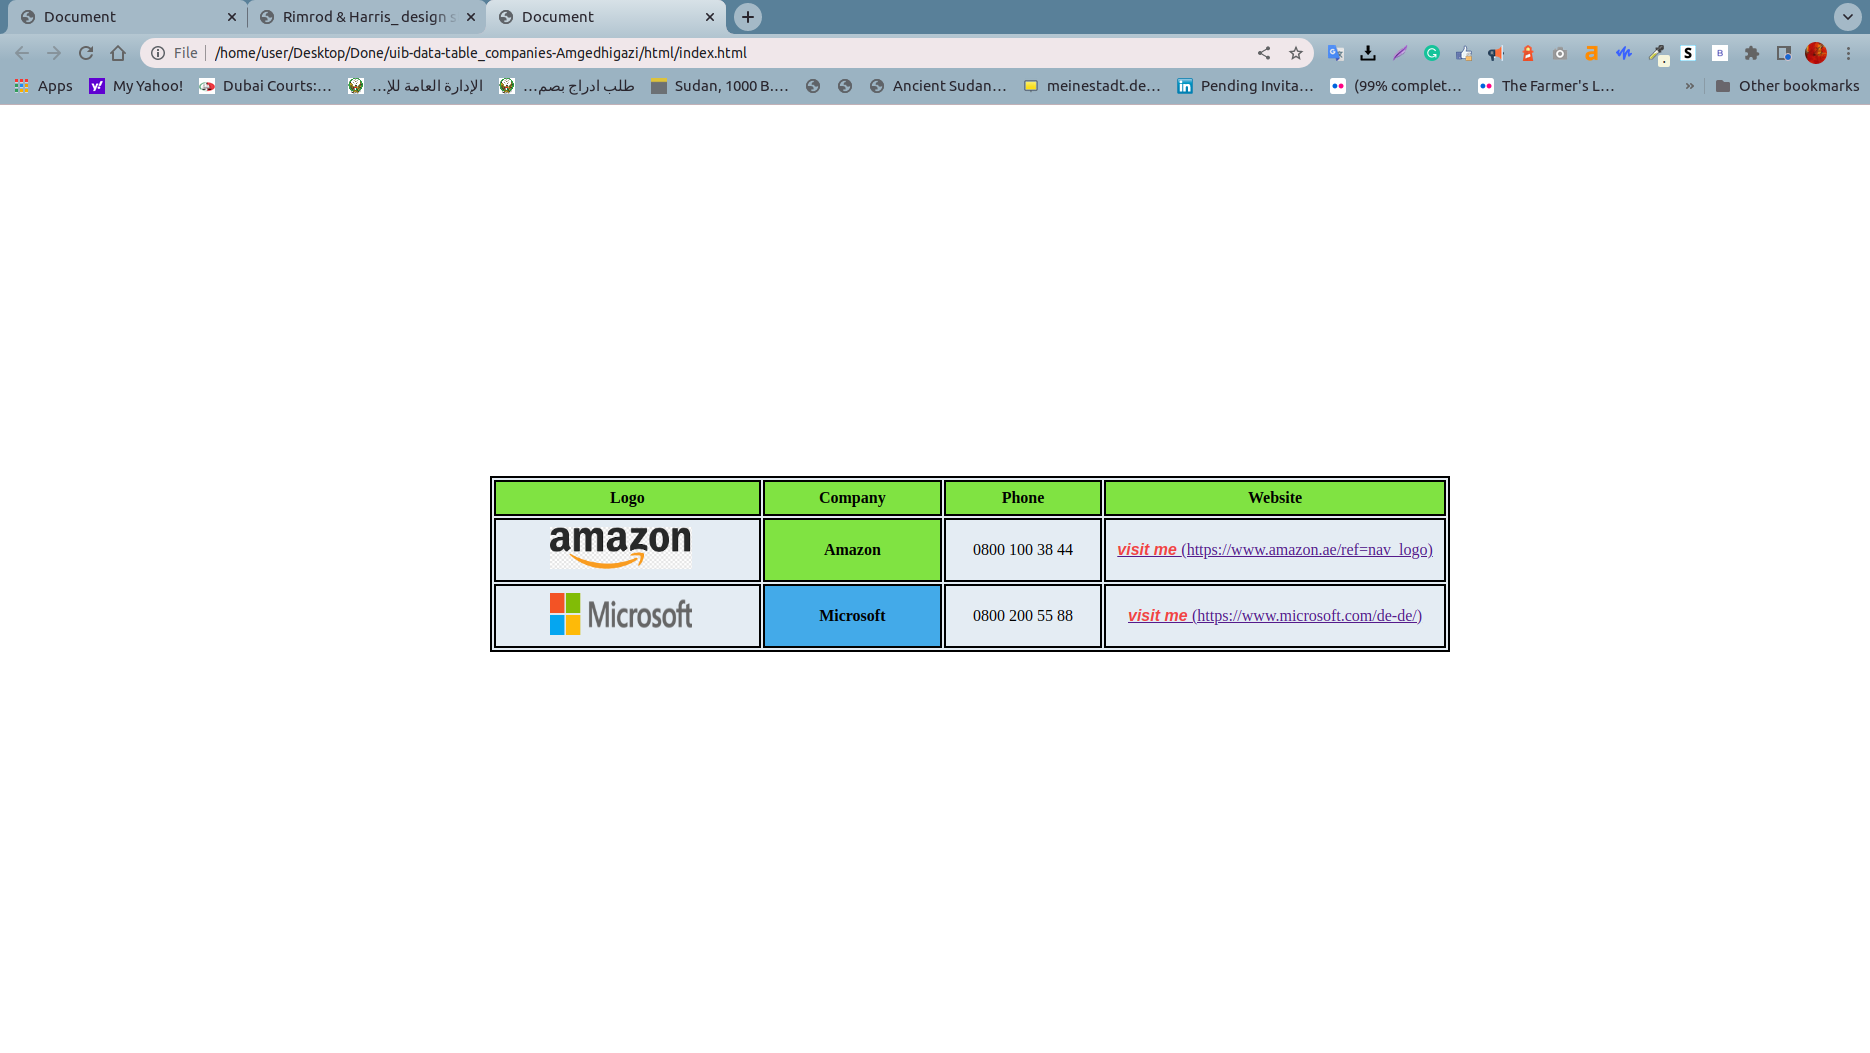 Document
Rimrod & Harris_ design s
Document
File
/home/user/Desktop/Done/uib-data-table_companies-Amgedhigazi/html/index.html
Apps
My Yahoo!
Dubai Courts:...
الإدارة العامة للإ...
طلب ادراج بصم...
Sudan, 1000 B....
Ancient Sudan...
meinestadt.de...
Pending Invita...
(99% complet...
The Farmer's L...
»
Other bookmarks
Logo Company Phone Website
amazon Amazon 0800 100 38 44 visit me (https://www.amazon.ae/ref=nav_logo)
Microsoft Microsoft 0800 200 55 88 visit me (https://www.microsoft.com/de-de/)